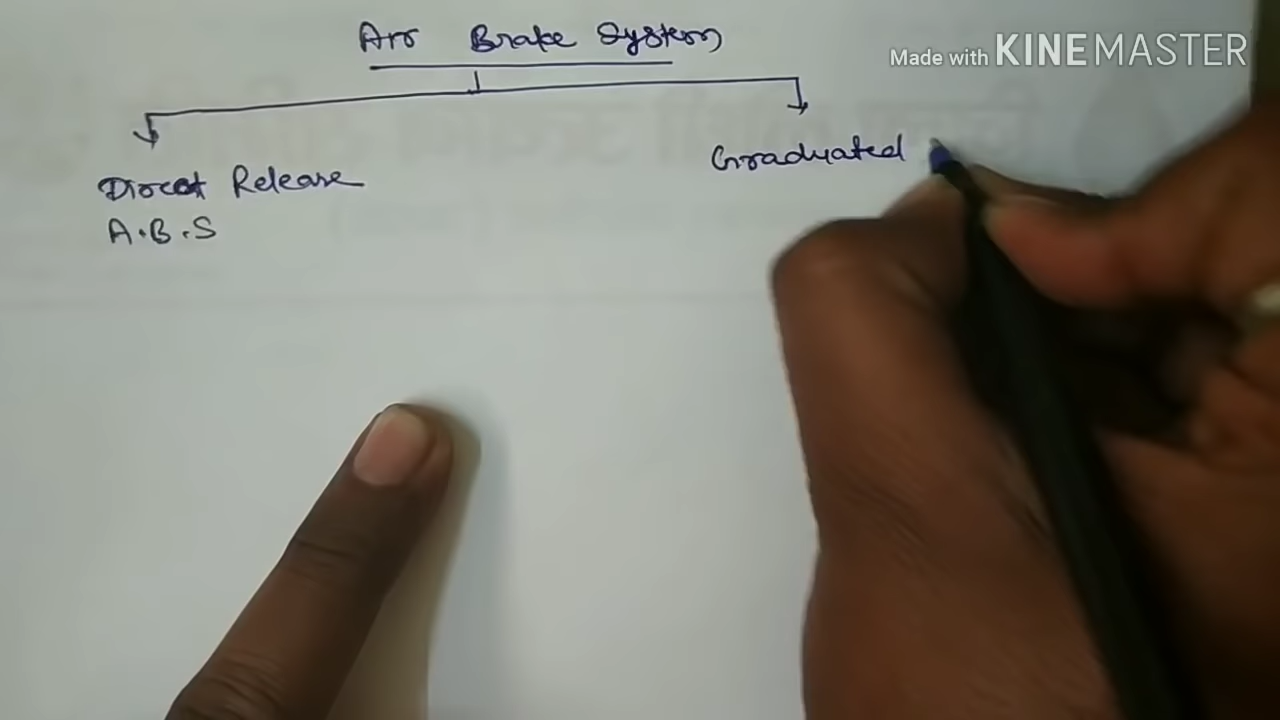 Air Brake System
Made with KINEMASTER
Direct Release
A.B.S
Graduated